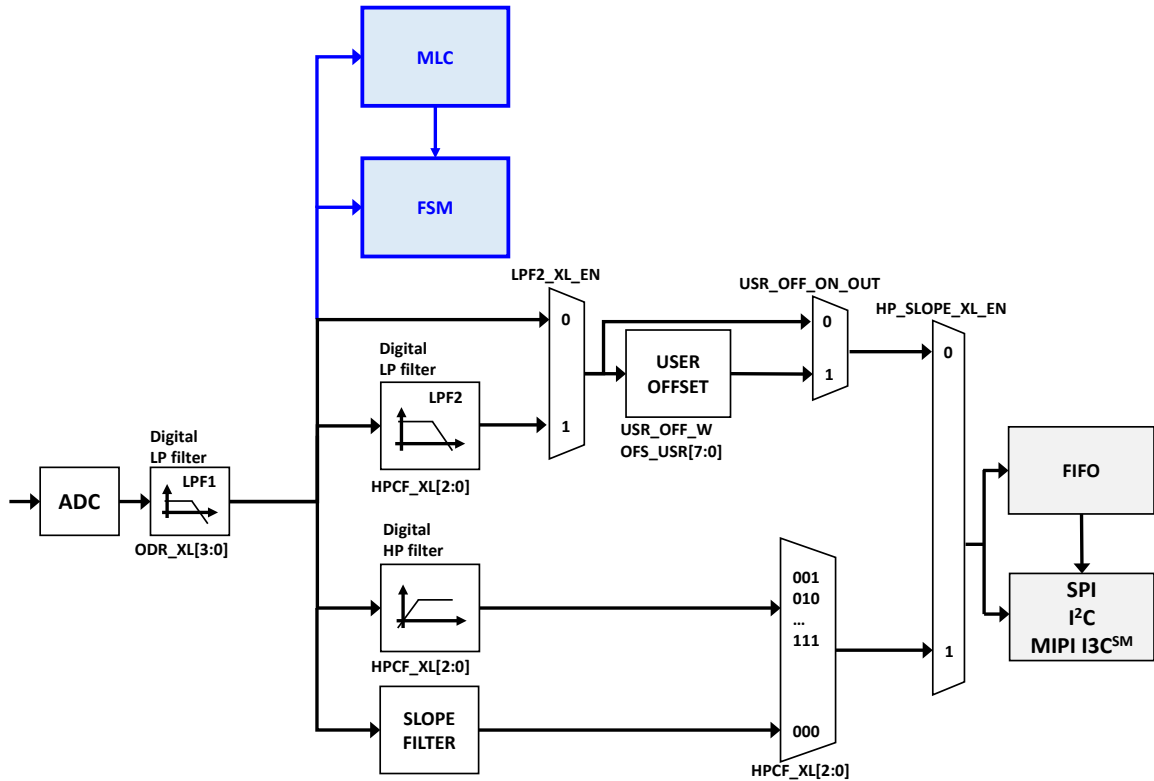 MLC
FSM
LPF2_XL_EN
0
1
USR_OFF_ON_OUT
0
1
HP_SLOPE_XL_EN
0
1
Digital
LP filter
LPF2
HPCF_XL[2:0]
USER
OFFSET
USR_OFF_W
OFS_USR[7:0]
Digital
LP filter
LPF1
ADC
ODR_XL[3:0]
FIFO
Digital
HP filter
HPCF_XL[2:0]
001
010
...
111
000
HPCF_XL[2:0]
SPI
I²C
MIPI I3Cˢᴹ
SLOPE
FILTER